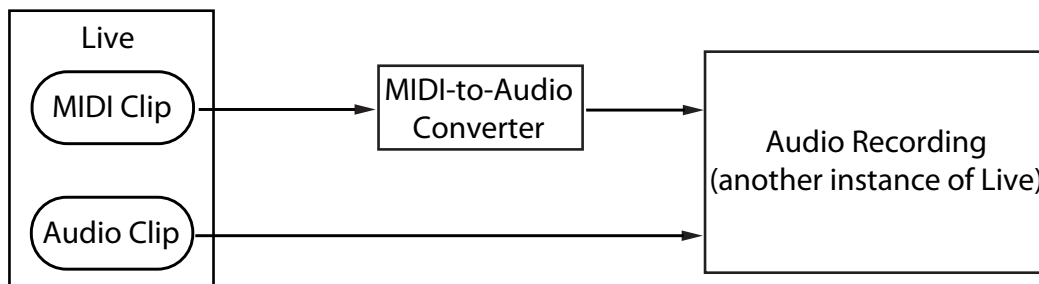 Live
MIDI Clip
MIDI-to-Audio
Converter
Audio Recording
(another instance of Live)
Audio Clip